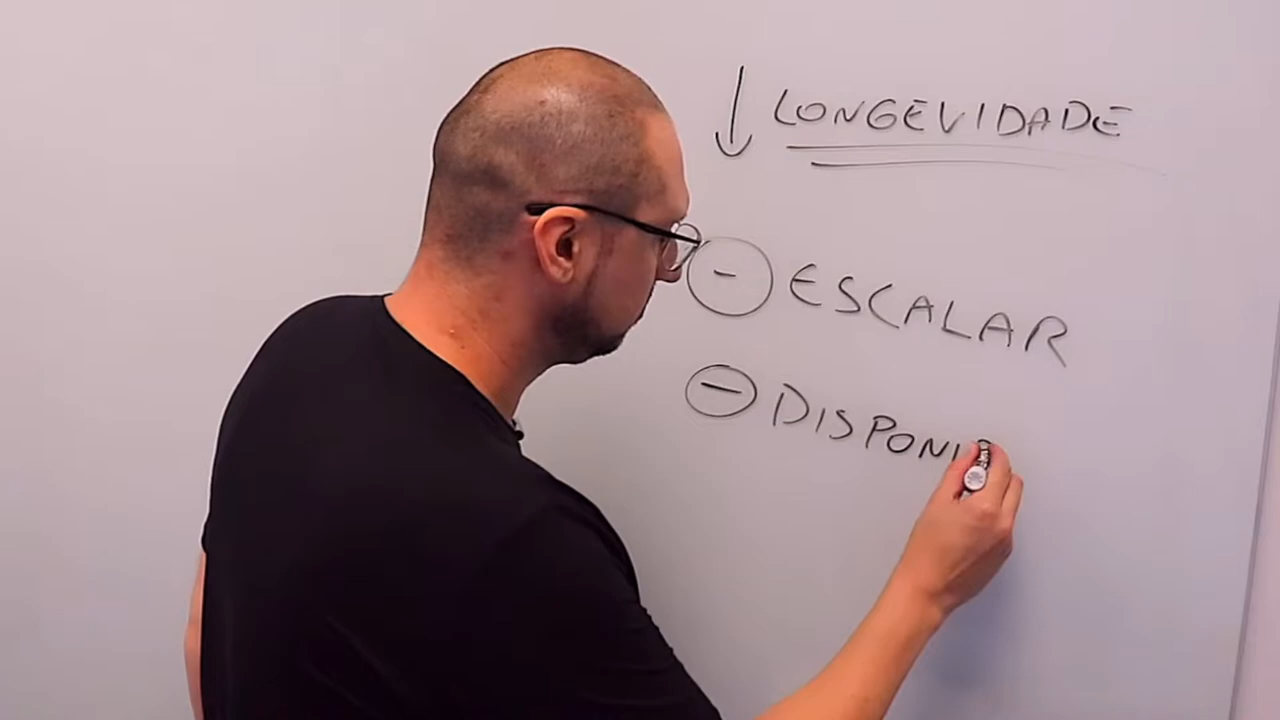 ↓ LONGEVIDADE
- ESCALAR
- DISPONI